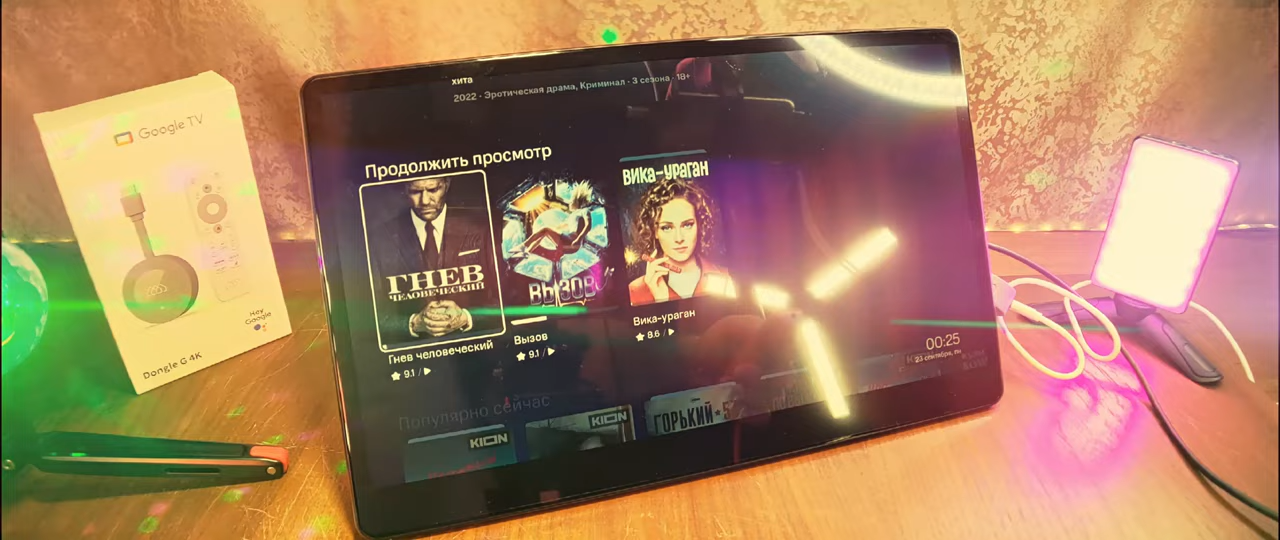 Google TV
Hey
Google
Dongle G 4K
хита
2022 · Эротическая драма, Криминал · 3 сезона · 18+
Продолжить просмотр
ГНЕВ
ЧЕЛОВЕЧЕСКИЙ
ВЫЗОВ
ВИКА-УРАГАН
Гнев человеческий
9.1 /
Вызов
9.1 /
Вика-ураган
8.6 /
00:25
23 сентября, пн
Популярно сейчас
KION
KION
ГОРЬКИЙ